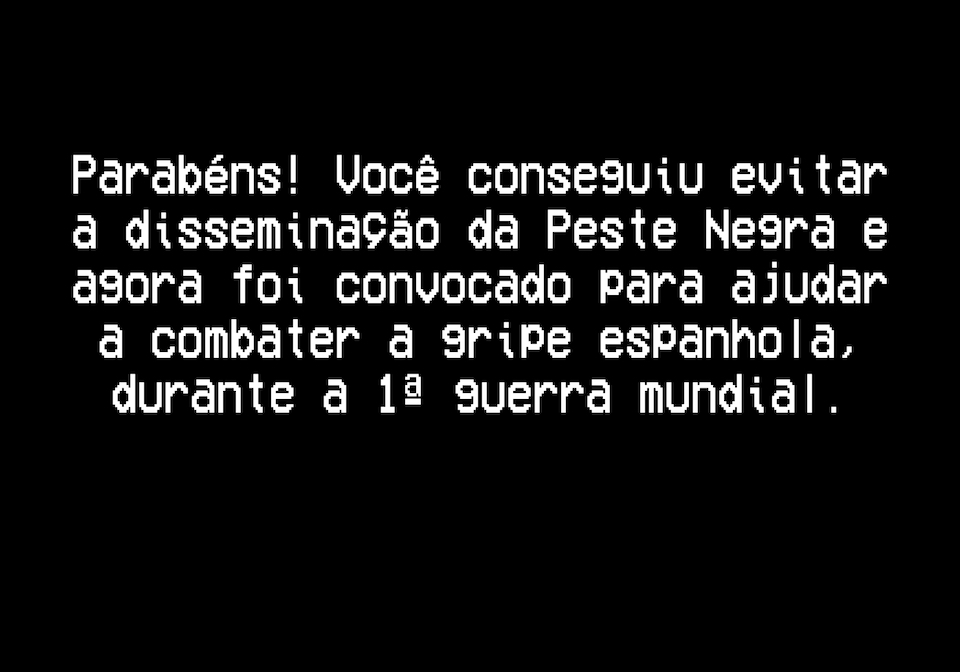 Parabéns! Você conseguiu evitar
a disseminação da Peste Negra e
agora foi convocado para ajudar
a combater a gripe espanhola,
durante a 1ª guerra mundial.